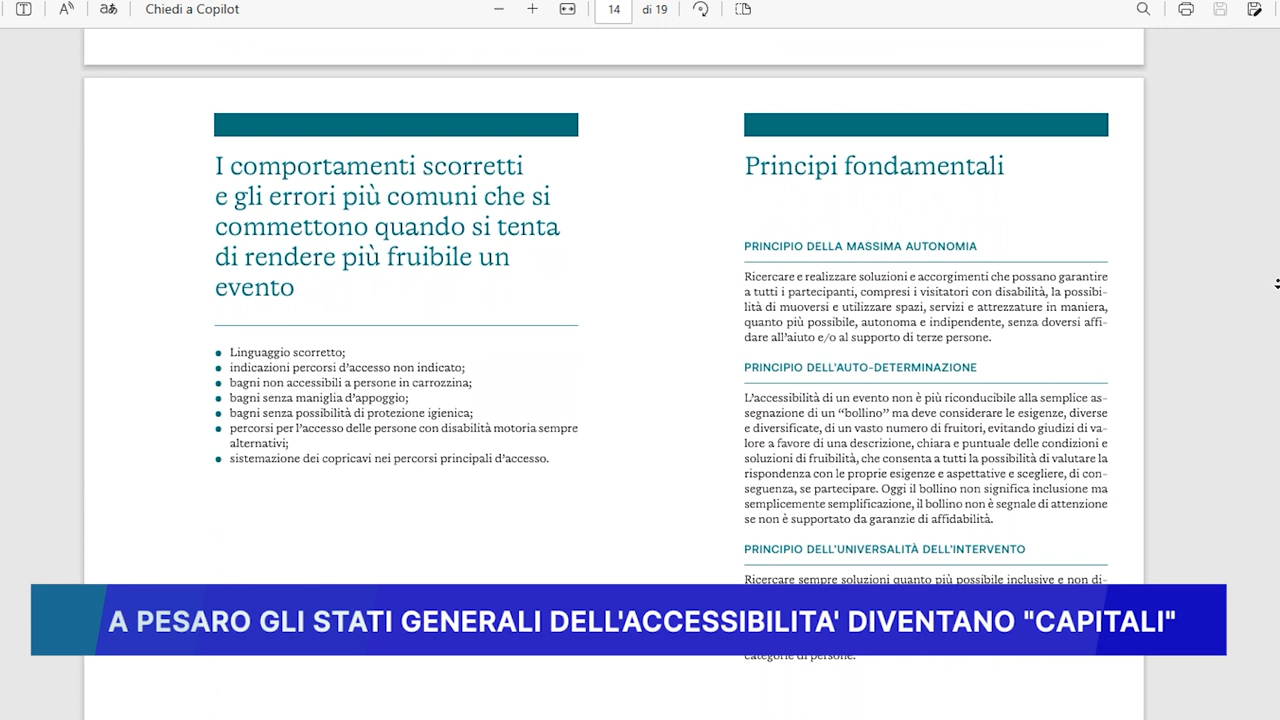 Chiedi a Copilot
14 di 19
I comportamenti scorretti
e gli errori più comuni che si
commettono quando si tenta
di rendere più fruibile un
evento
Linguaggio scorretto;
indicazioni percorsi d’accesso non indicato;
bagni non accessibili a persone in carrozzina;
bagni senza maniglia d’appoggio;
bagni senza possibilità di protezione igienica;
percorsi per l’accesso delle persone con disabilità motoria sempre
alternativi;
sistemazione dei copricavi nei percorsi principali d’accesso.
Principi fondamentali
PRINCIPIO DELLA MASSIMA AUTONOMIA
Ricercare e realizzare soluzioni e accorgimenti che possano garantire
a tutti i partecipanti, compresi i visitatori con disabilità, la possibi-
lità di muoversi e utilizzare spazi, servizi e attrezzature in maniera,
quanto più possibile, autonoma e indipendente, senza doversi affi-
dare all’aiuto e/o al supporto di terze persone.
PRINCIPIO DELL’AUTO-DETERMINAZIONE
L’accessibilità di un evento non è più riconducibile alla semplice as-
segnazione di un “bollino” ma deve considerare le esigenze, diverse
e diversificate, di un vasto numero di fruitori, evitando giudizi di va-
lore a favore di una descrizione, chiara e puntuale delle condizioni e
soluzioni di fruibilità, che consenta a tutti la possibilità di valutare la
rispondenza con le proprie esigenze e aspettative e scegliere, di con-
seguenza, se partecipare. Oggi il bollino non significa inclusione ma
semplicemente semplificazione, il bollino non è segnale di attenzione
se non è supportato da garanzie di affidabilità.
PRINCIPIO DELL’UNIVERSALITÀ DELL’INTERVENTO
Ricercare sempre soluzioni quanto più possibile inclusive e non di-
A PESARO GLI STATI GENERALI DELL'ACCESSIBILITA' DIVENTANO "CAPITALI"
categorie di persone.